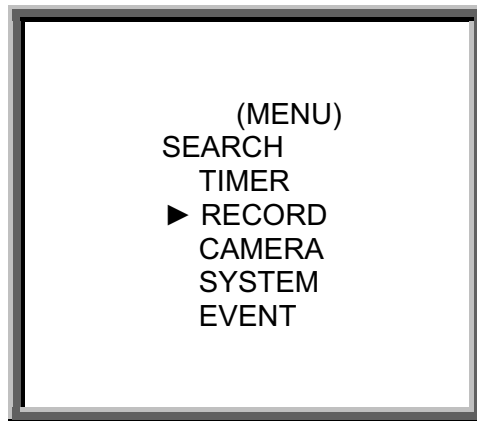 (MENU)
SEARCH
TIMER
► RECORD
CAMERA
SYSTEM
EVENT